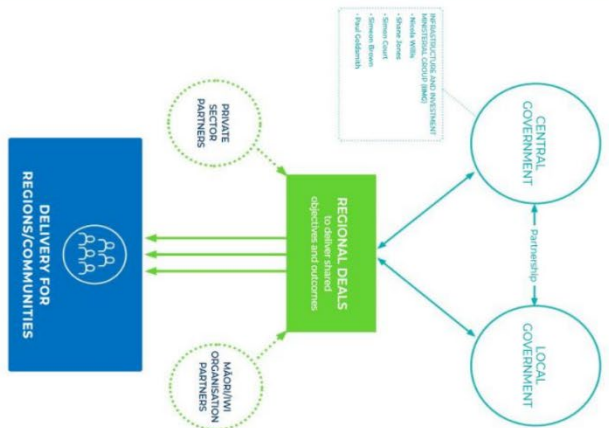 CENTRAL
GOVERNMENT
Partnership
LOCAL
GOVERNMENT
INFRASTRUCTURE AND INVESTMENT
MINISTERIAL GROUP (IIMG)
• Nicola Willis
• Shane Jones
• Simon Court
• Simeon Brown
• Paul Goldsmith
REGIONAL DEALS
to deliver shared
objectives and outcomes
PRIVATE
SECTOR
PARTNERS
MĀORI/IWI
ORGANISATION
PARTNERS
DELIVERY FOR
REGIONS/COMMUNITIES